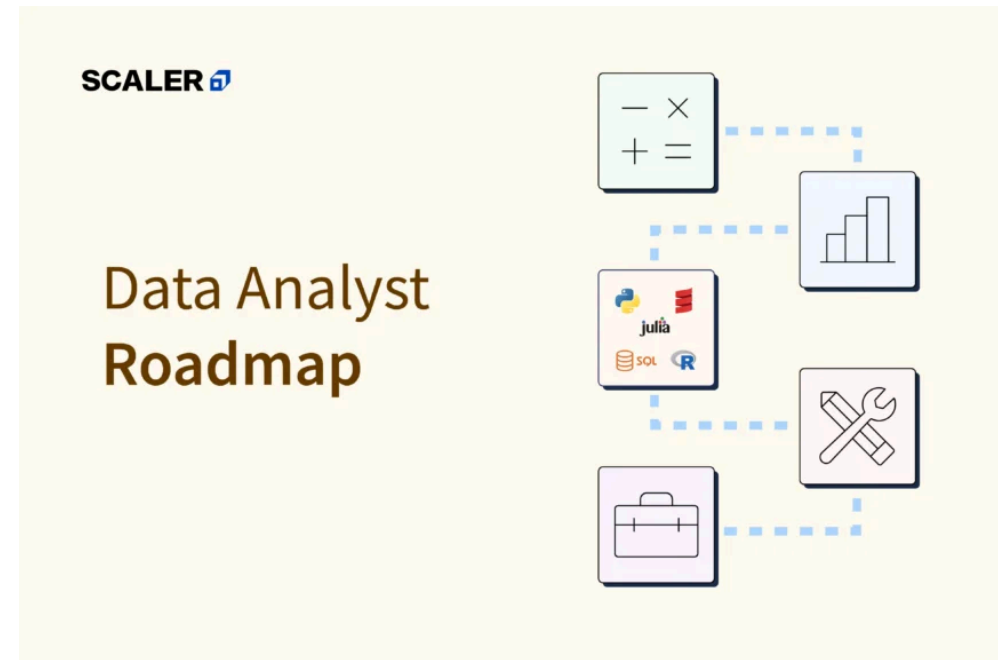 SCALER
Data Analyst
Roadmap
− ×
+ =
julia
SQL
R